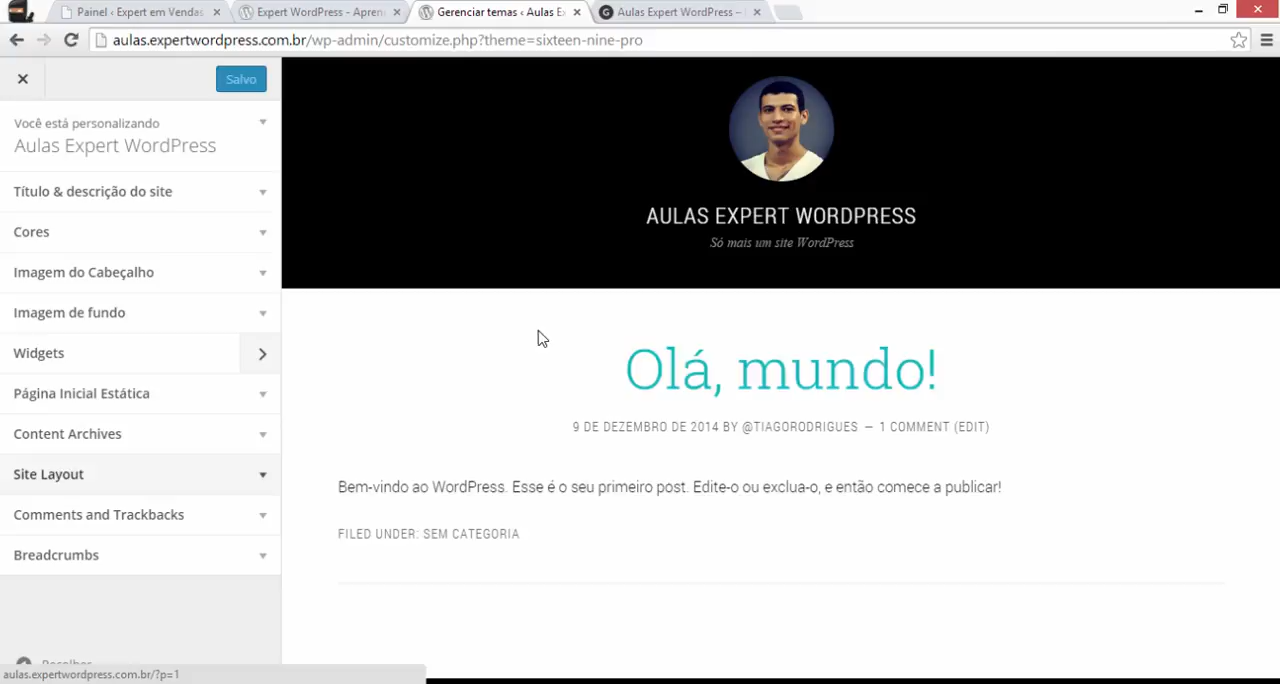 Painel ‹ Expert em Vendas
Expert WordPress - Apren
Gerenciar temas ‹ Aulas E
Aulas Expert WordPress –
aulas.expertwordpress.com.br/wp-admin/customize.php?theme=sixteen-nine-pro
Salvo
Você está personalizando
Aulas Expert WordPress
Título & descrição do site
Cores
Imagem do Cabeçalho
Imagem de fundo
Widgets
Página Inicial Estática
Content Archives
Site Layout
Comments and Trackbacks
Breadcrumbs
Recolher
aulas.expertwordpress.com.br/?p=1
AULAS EXPERT WORDPRESS
Só mais um site WordPress
Olá, mundo!
9 DE DEZEMBRO DE 2014 BY @TIAGORODRIGUES — 1 COMMENT (EDIT)
Bem-vindo ao WordPress. Esse é o seu primeiro post. Edite-o ou exclua-o, e então comece a publicar!
FILED UNDER: SEM CATEGORIA